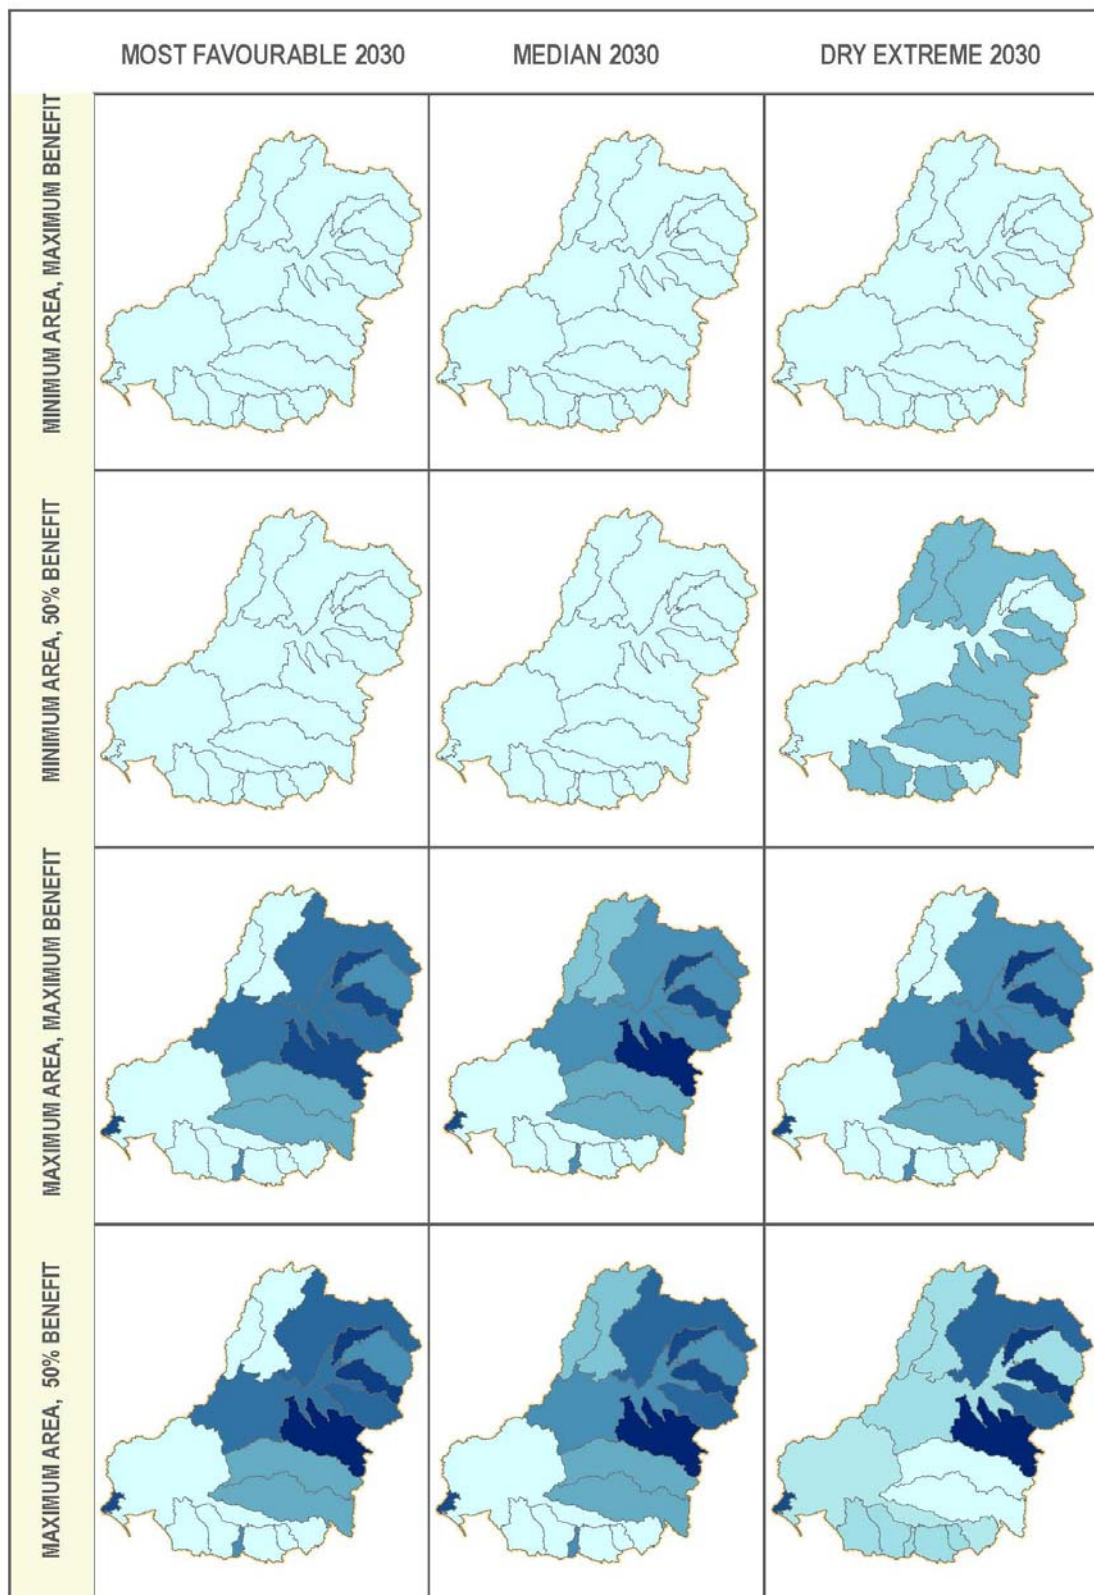 MOST FAVOURABLE 2030
MEDIAN 2030
DRY EXTREME 2030
MINIMUM AREA, MAXIMUM BENEFIT
MINIMUM AREA, 50% BENEFIT
MAXIMUM AREA, MAXIMUM BENEFIT
MAXIMUM AREA, 50% BENEFIT